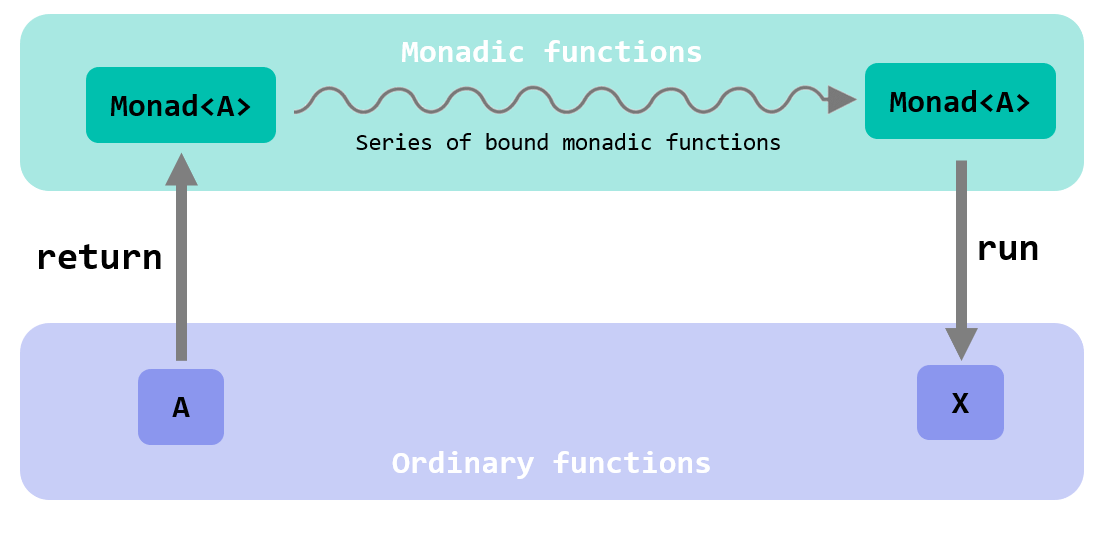 Monadic functions
Monad<A>
Monad<A>
Series of bound monadic functions
return
run
A
X
Ordinary functions